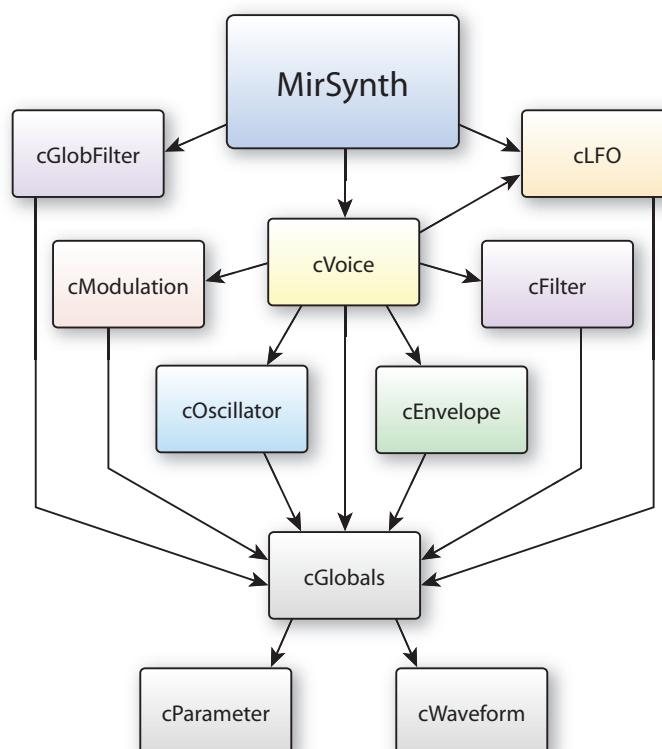 MirSynth
cGlobFilter
cLFO
cVoice
cModulation
cFilter
cOscillator
cEnvelope
cGlobals
cParameter
cWaveform